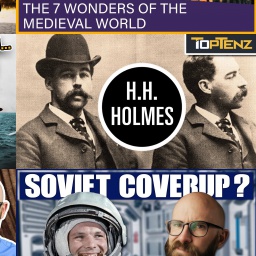 THE 7 WONDERS OF THE
MEDIEVAL WORLD
TOPTENZ
H.H.
HOLMES
SOVIET COVERUP?